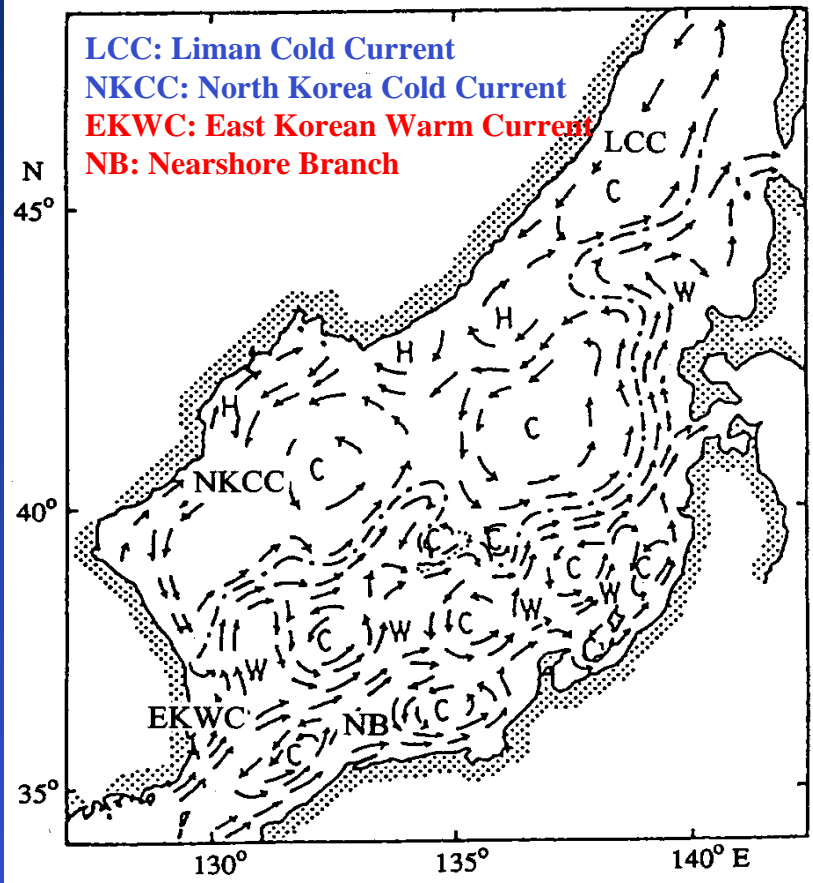 LCC: Liman Cold Current
NKCC: North Korea Cold Current
EKWC: East Korean Warm Current
NB: Nearshore Branch
LCC
N
C
45°
W
H
H
H
C
C
NKCC
40°
C
C
C
C
W
W
H
C
W
C
W
C
EKWC
NB
C
C
35°
130°
135°
140° E